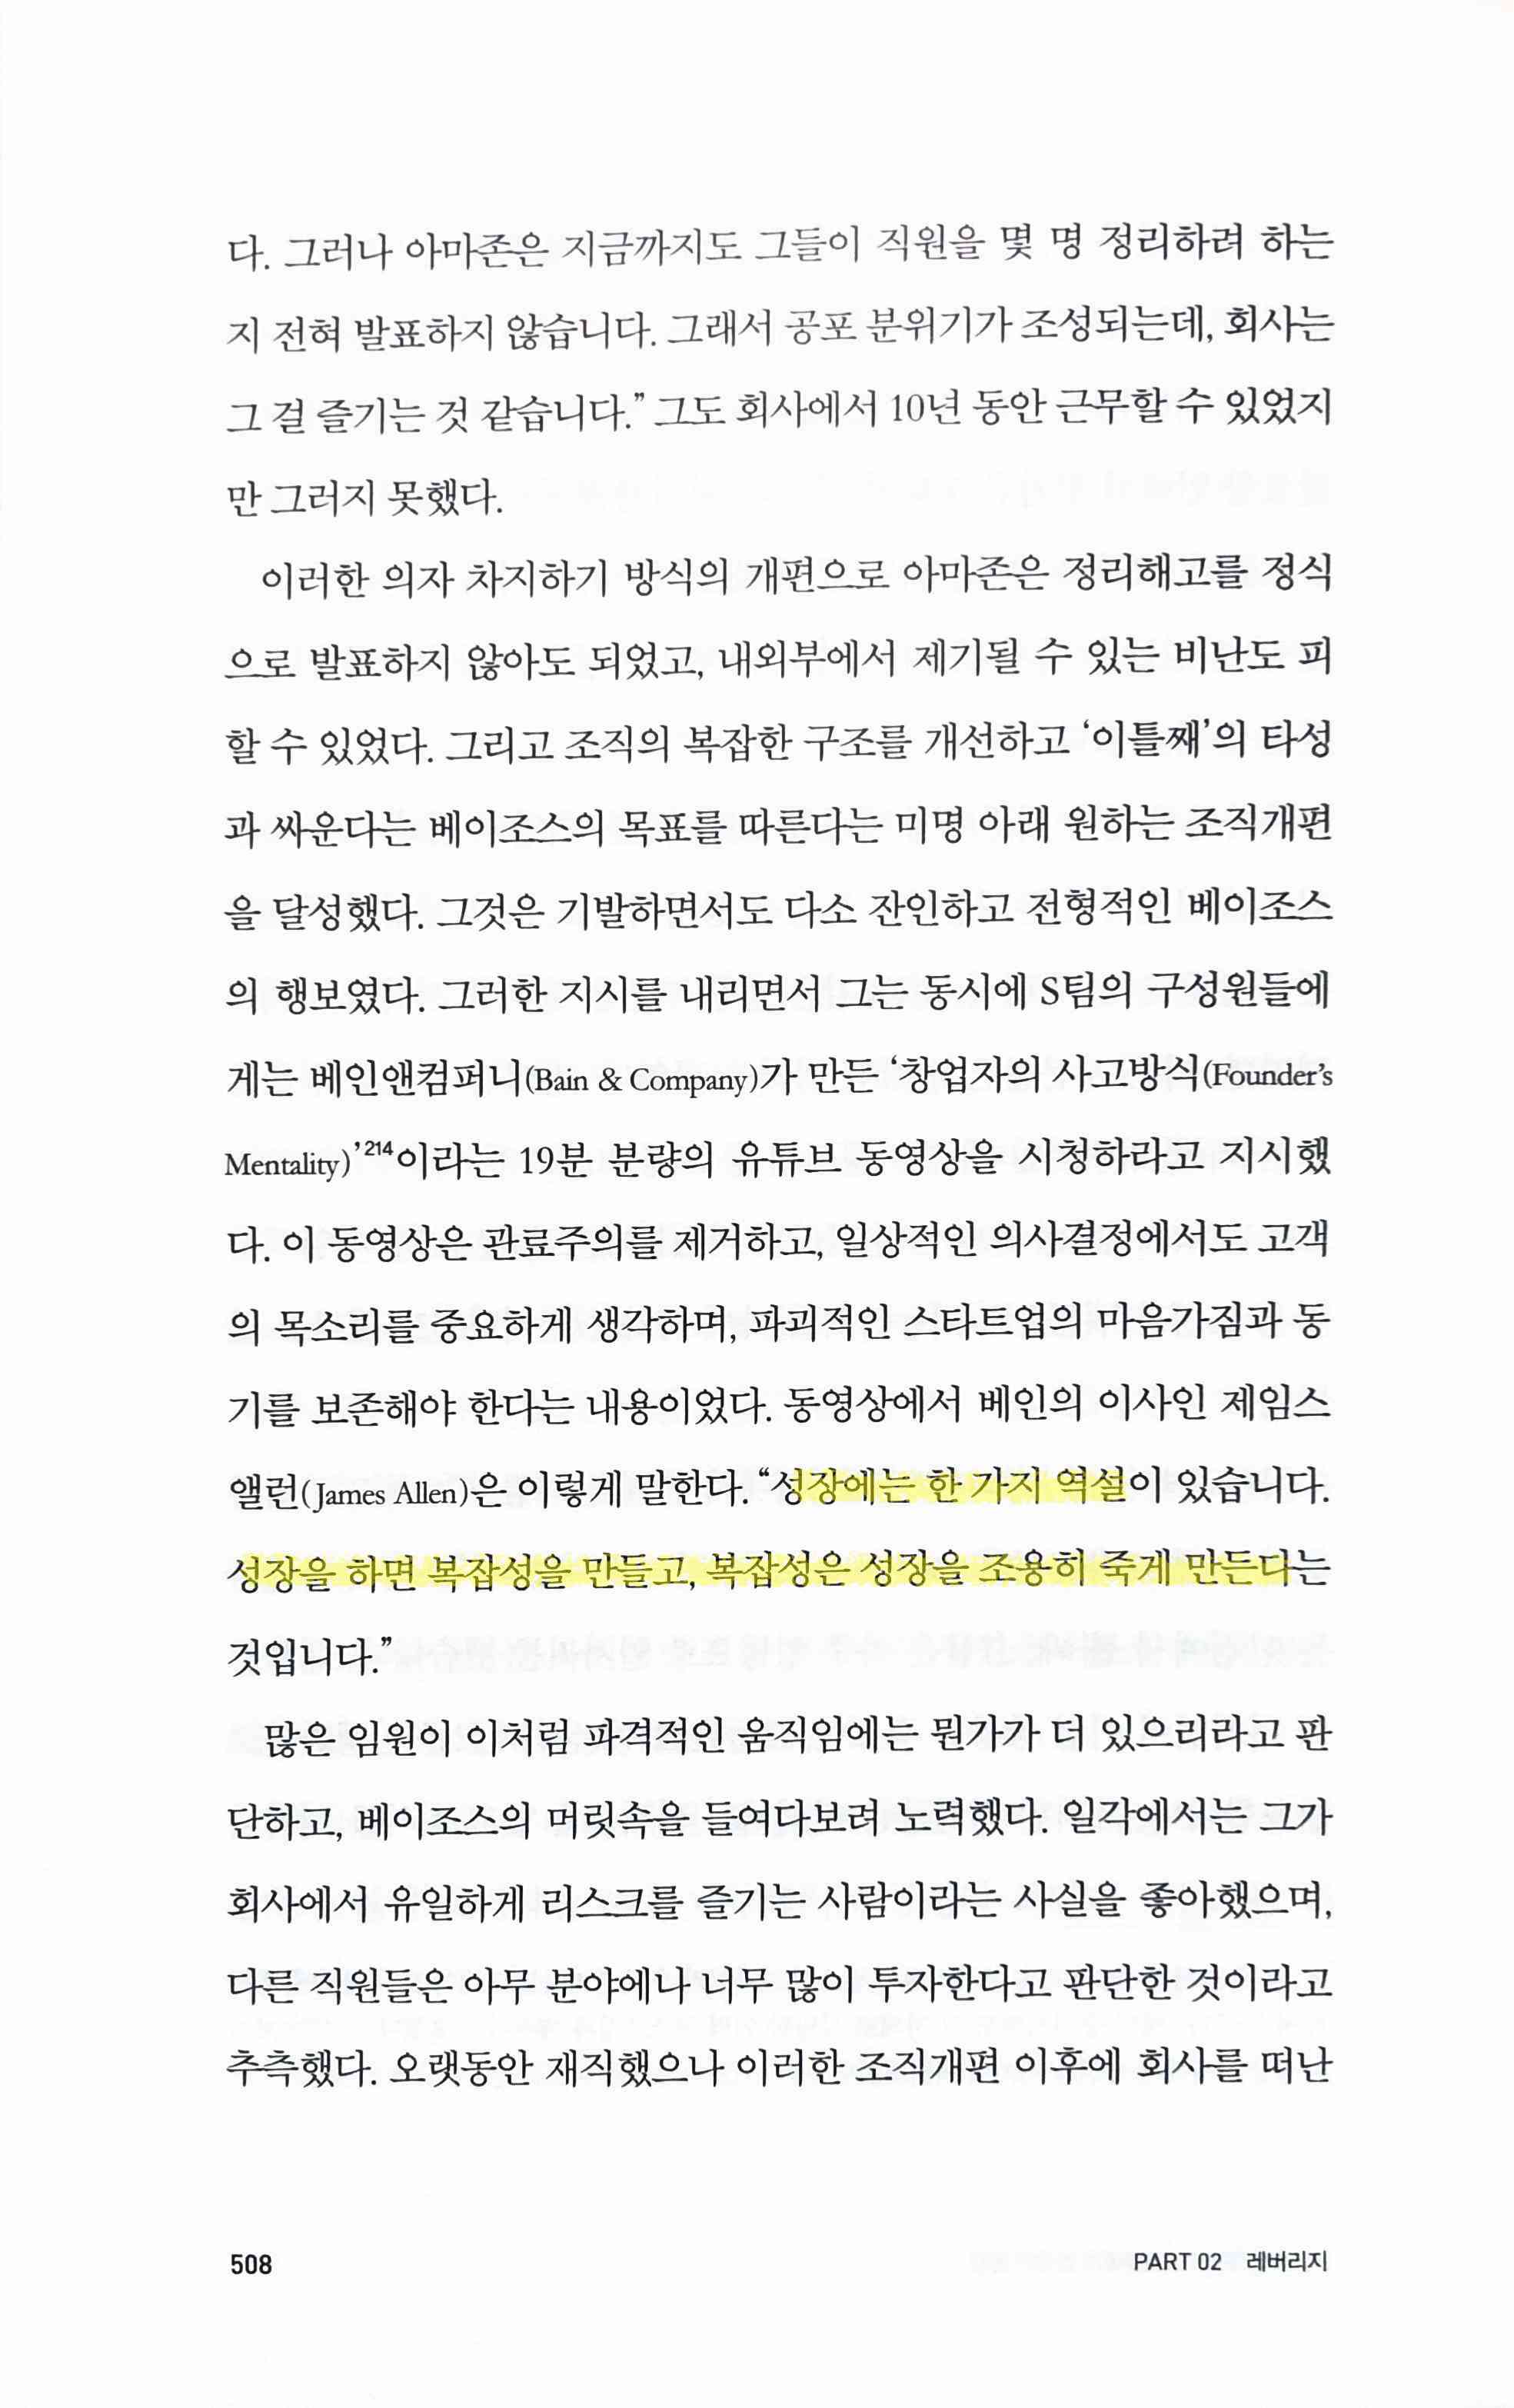 다. 그러나 아마존은 지금까지도 그들이 직원을 몇 명 정리하려 하는
지 전혀 발표하지 않습니다. 그래서 공포 분위기가 조성되는데, 회사는
그 걸 즐기는 것 같습니다.” 그도 회사에서 10년 동안 근무할 수 있었지
만 그러지 못했다.
이러한 의자 차지하기 방식의 개편으로 아마존은 정리해고를 정식
으로 발표하지 않아도 되었고, 내외부에서 제기될 수 있는 비난도 피
할 수 있었다. 그리고 조직의 복잡한 구조를 개선하고 ‘이틀째’의 타성
과 싸운다는 베이조스의 목표를 따른다는 미명 아래 원하는 조직개편
을 달성했다. 그것은 기발하면서도 다소 잔인하고 전형적인 베이조스
의 행보였다. 그러한 지시를 내리면서 그는 동시에 S팀의 구성원들에
게는 베인앤컴퍼니(Bain & Company)가 만든 ‘창업자의 사고방식(Founder’s
Mentality)’214이라는 19분 분량의 유튜브 동영상을 시청하라고 지시했
다. 이 동영상은 관료주의를 제거하고, 일상적인 의사결정에서도 고객
의 목소리를 중요하게 생각하며, 파괴적인 스타트업의 마음가짐과 동
기를 보존해야 한다는 내용이었다. 동영상에서 베인의 이사인 제임스
앨런(James Allen)은 이렇게 말한다. “성장에는 한 가지 역설이 있습니다.
성장을 하면 복잡성을 만들고, 복잡성은 성장을 조용히 죽게 만든다는
것입니다.”
많은 임원이 이처럼 파격적인 움직임에는 뭔가가 더 있으리라고 판
단하고, 베이조스의 머릿속을 들여다보려 노력했다. 일각에서는 그가
회사에서 유일하게 리스크를 즐기는 사람이라는 사실을 좋아했으며,
다른 직원들은 아무 분야에나 너무 많이 투자한다고 판단한 것이라고
추측했다. 오랫동안 재직했으나 이러한 조직개편 이후에 회사를 떠난
508
PART 02 레버리지